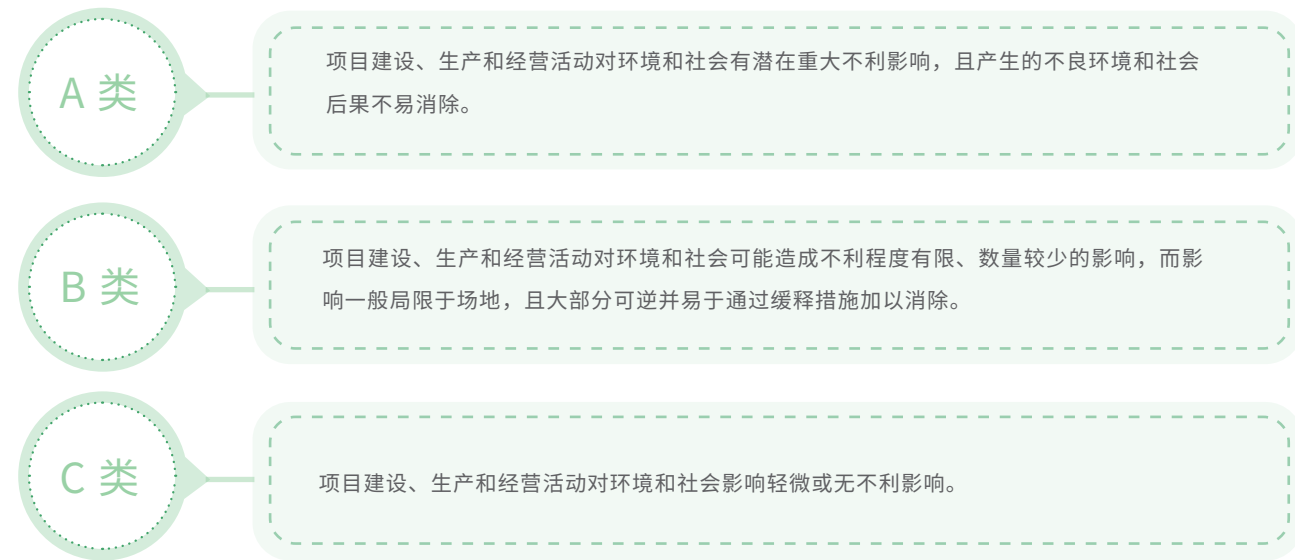 A 类
项目建设、生产和经营活动对环境和社会有潜在重大不利影响，且产生的不良环境和社会
后果不易消除。
B 类
项目建设、生产和经营活动对环境和社会可能造成不利程度有限、数量较少的影响，而影
响一般局限于场地，且大部分可逆并易于通过缓释措施加以消除。
C 类
项目建设、生产和经营活动对环境和社会影响轻微或无不利影响。